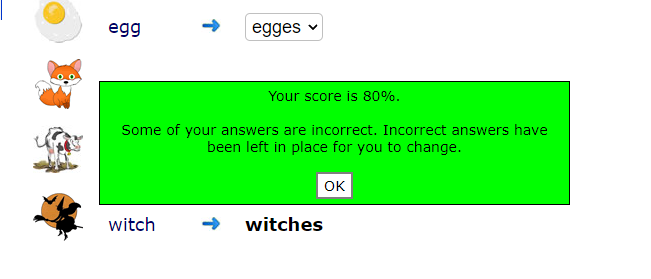 egg egges
Your score is 80%.
Some of your answers are incorrect. Incorrect answers have
been left in place for you to change.
OK
witch witches